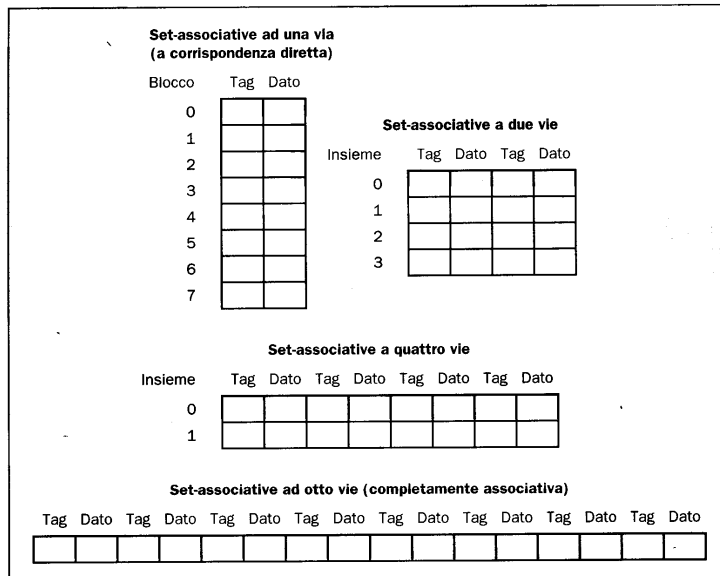 Set-associative ad una via
(a corrispondenza diretta)
Blocco Tag Dato
0
1
2
3
4
5
6
7
Set-associative a due vie
Insieme Tag Dato Tag Dato
0
1
2
3
Set-associative a quattro vie
Insieme Tag Dato Tag Dato Tag Dato Tag Dato
0
1
Set-associative ad otto vie (completamente associativa)
Tag Dato Tag Dato Tag Dato Tag Dato Tag Dato Tag Dato Tag Dato Tag Dato